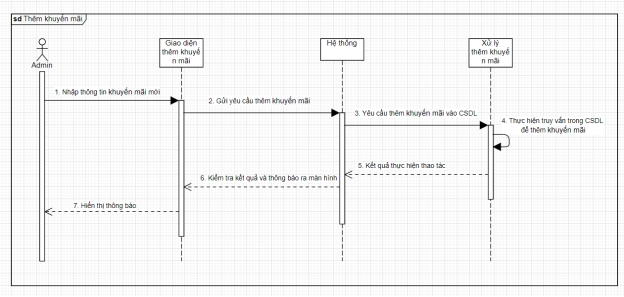 sd Thêm khuyến mãi
Admin
Giao diện
thêm khuyế
n mãi
Hệ thống
Xử lý
thêm khuyế
n mãi
1. Nhập thông tin khuyến mãi mới
2. Gửi yêu cầu thêm khuyến mãi
3. Yêu cầu thêm khuyến mãi vào CSDL
4. Thực hiện truy vấn trong CSDL
để thêm khuyến mãi
5. Kết quả thực hiện thao tác
6. Kiểm tra kết quả và thông báo ra màn hình
7. Hiển thị thông báo